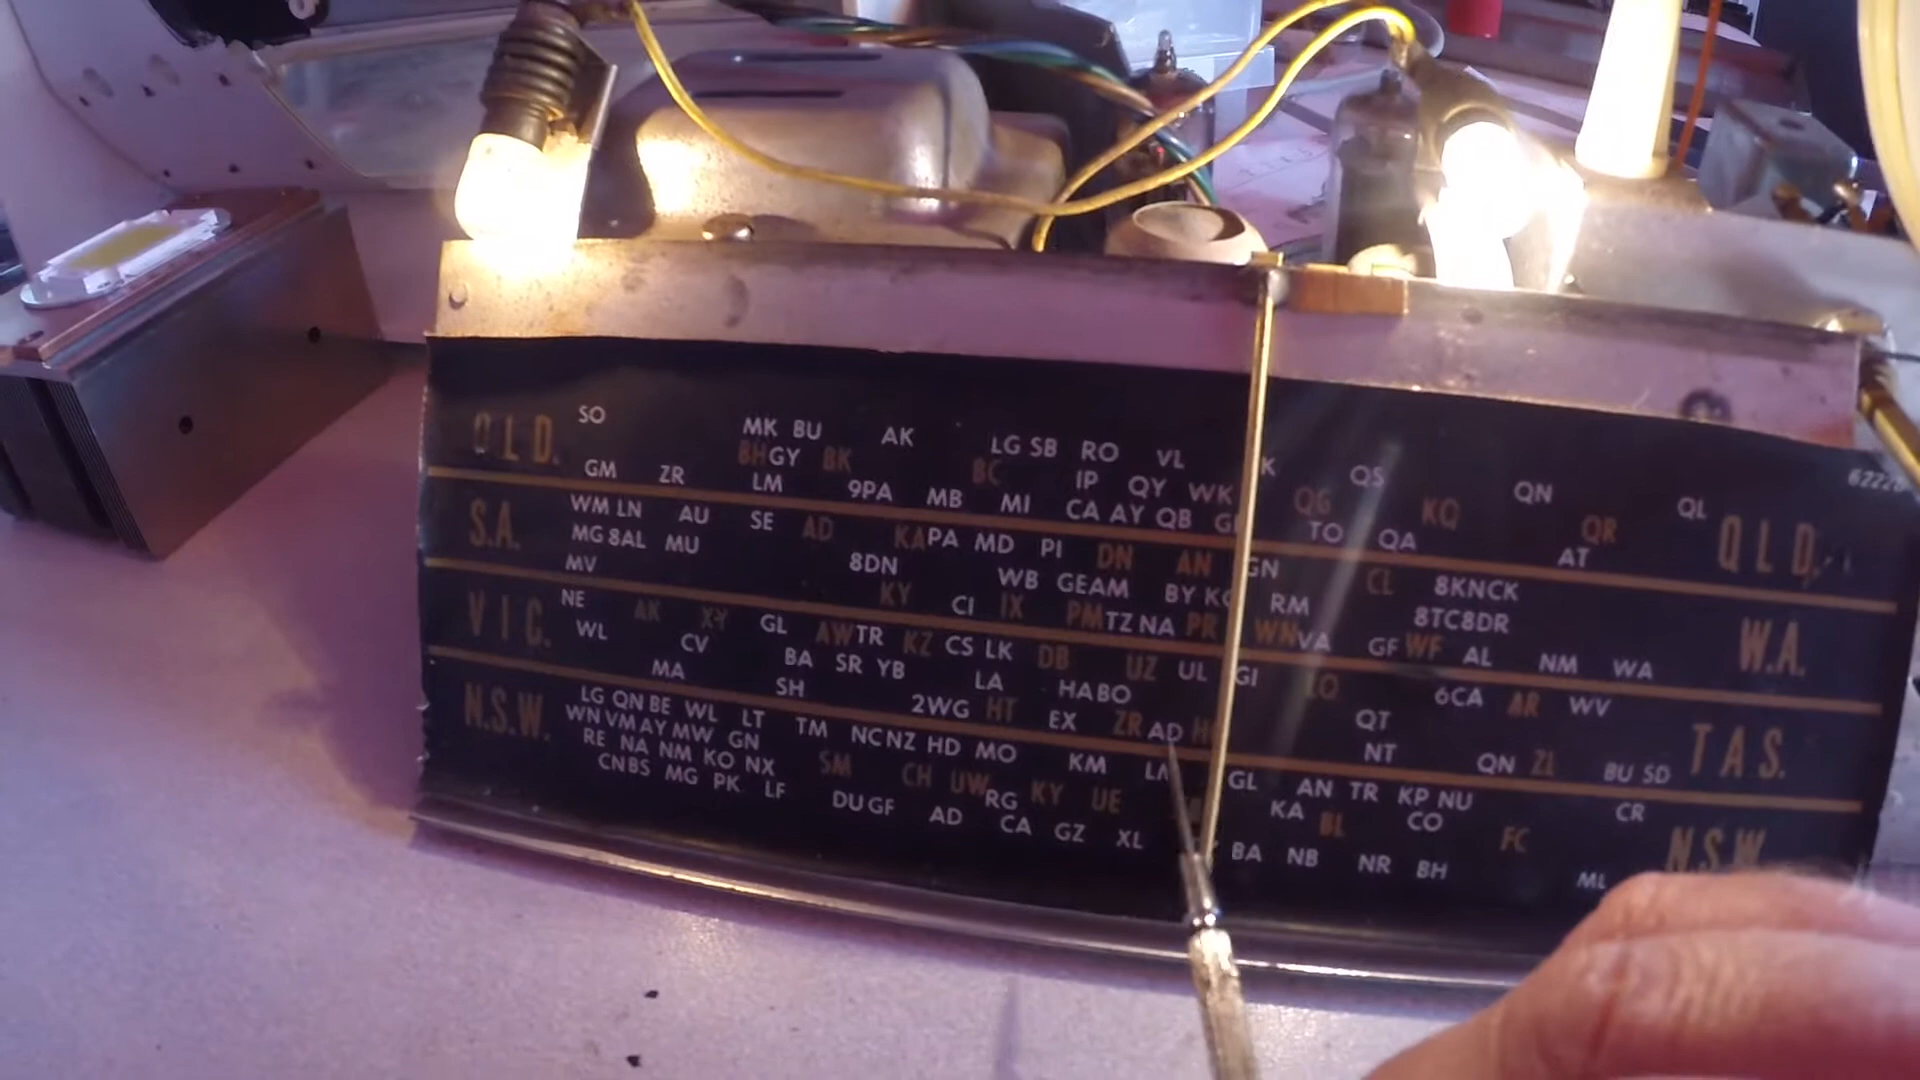 SO MK BU AK LG SB RO VL K QS QN QL 6222
QLD. BH GY BK BC IP QY WK QG KQ QR QLD.
GM ZR LM 9PA MB MI CA AY QB TO QA AT
WM LN AU SE AD KA PA MD PI DN AN GN CL 8KNCK
S.A. MG 8AL MU 8DN WB GE AM BY RM 8TC8DR W.A.
MV KY CI IX PM TZ NA PR WN VA GF WF AL NM WA
NE AK XY GL AW TR KZ CS LK DB UZ UL GI 6CA AR WV
VIC. WL CV BA SR YB LA HA BO QT TAS.
MA SH 2WG HT EX ZR AD NT QN ZL BU SD
LG QN BE WL LT TM NC NZ HD MO KM GL AN TR KP NU CR
N.S.W. WN VM AY MW GN SM CH UW KY UE KA BL CO FC N.S.W.
RE NA NM KO NX RG
CN BS MG PK LF DU GF AD CA GZ XL BA NB NR BH ML